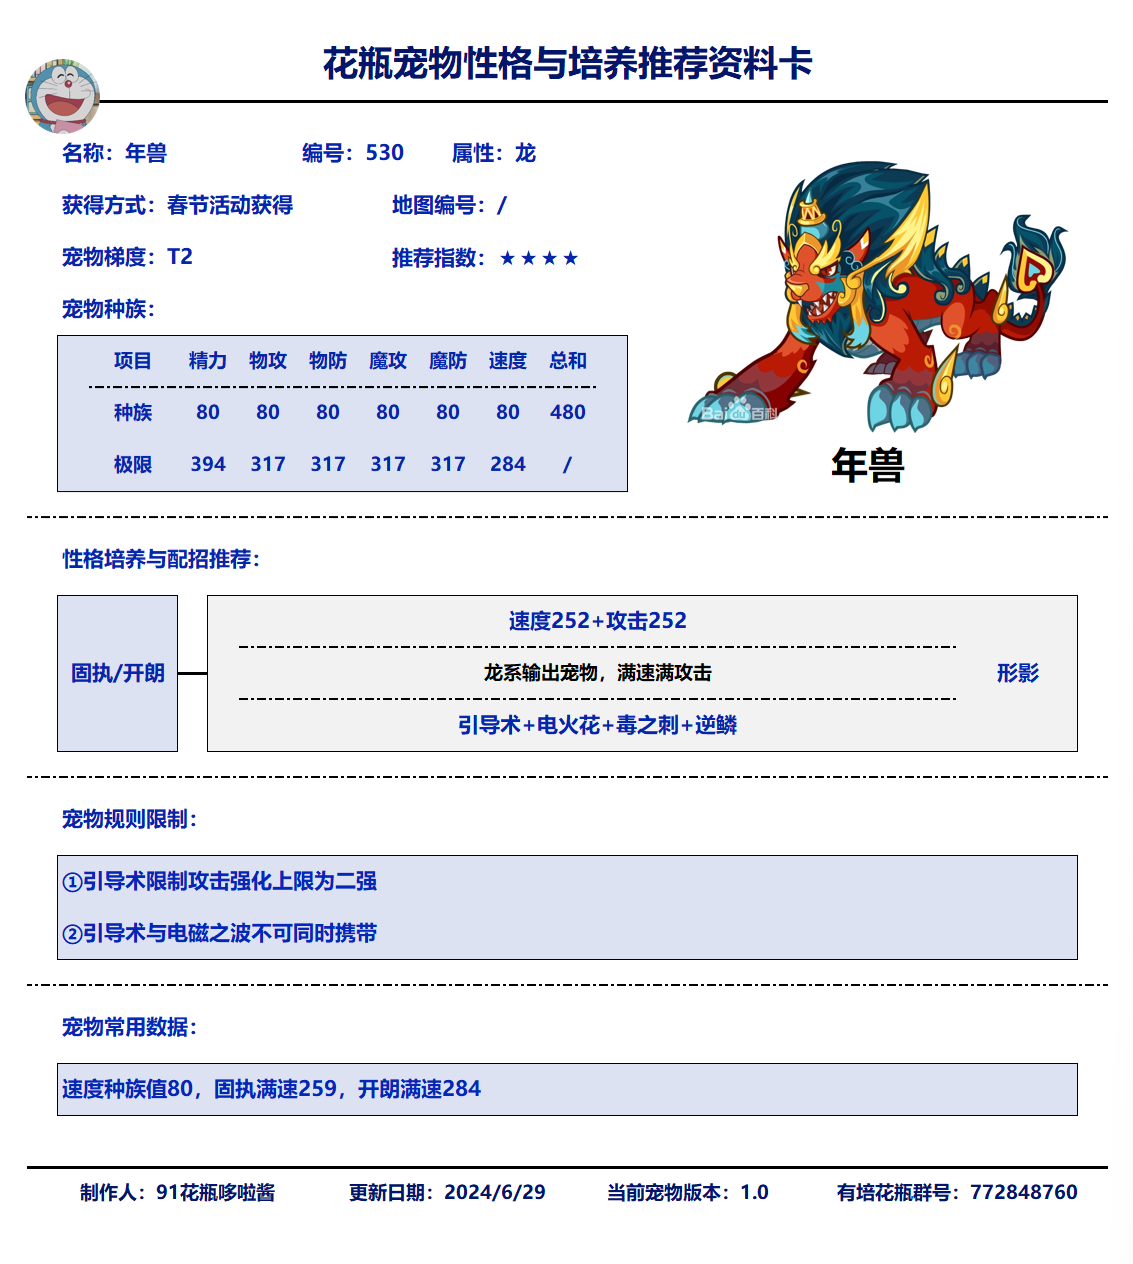 花瓶宠物性格与培养推荐资料卡
名称：年兽 编号：530 属性：龙
获得方式：春节活动获得 地图编号：/
宠物梯度：T2 推荐指数：★★★★
宠物种族：
项目 精力 物攻 物防 魔攻 魔防 速度 总和
种族 80 80 80 80 80 80 480
极限 394 317 317 317 317 284 /
Baidu百科
年兽
性格培养与配招推荐：
固执/开朗
速度252+攻击252
龙系输出宠物，满速满攻击
形影
引导术+电火花+毒之刺+逆鳞
宠物规则限制：
①引导术限制攻击强化上限为二强
②引导术与电磁之波不可同时携带
宠物常用数据：
速度种族值80，固执满速259，开朗满速284
制作人：91花瓶哆啦酱 更新日期：2024/6/29 当前宠物版本：1.0 有培花瓶群号：772848760